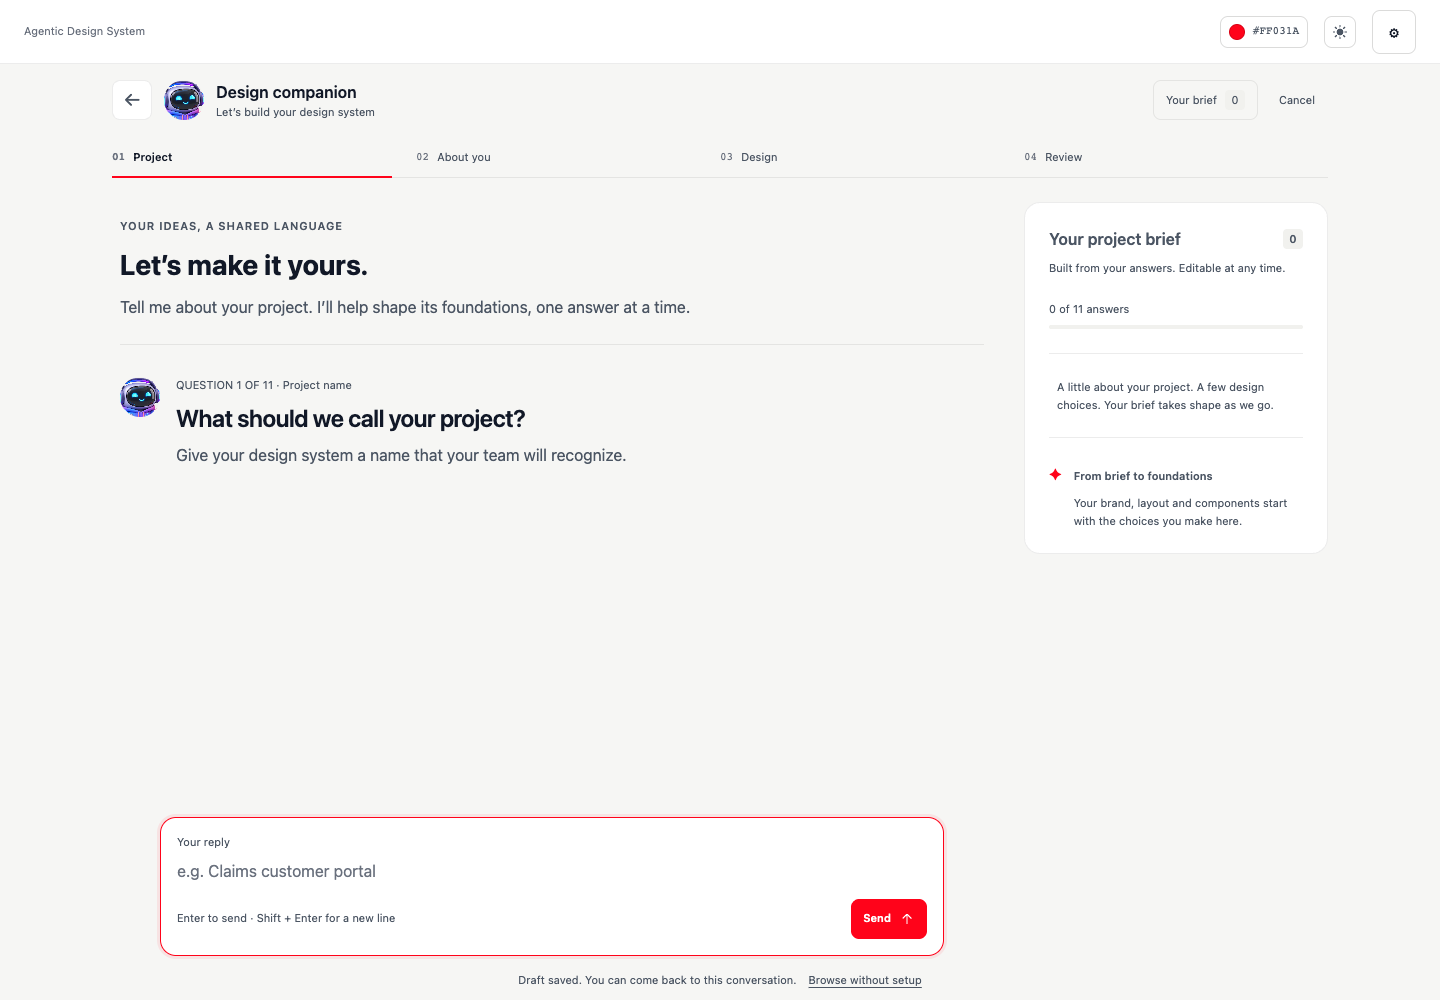 Agentic Design System
#FF031A
Design companion
Let’s build your design system
Your brief 0
Cancel
01 Project
02 About you
03 Design
04 Review
YOUR IDEAS, A SHARED LANGUAGE
Let’s make it yours.
Tell me about your project. I’ll help shape its foundations, one answer at a time.
QUESTION 1 OF 11 · Project name
What should we call your project?
Give your design system a name that your team will recognize.
Your project brief 0
Built from your answers. Editable at any time.
0 of 11 answers
A little about your project. A few design
choices. Your brief takes shape as we go.
From brief to foundations
Your brand, layout and components start
with the choices you make here.
Your reply
e.g. Claims customer portal
Enter to send · Shift + Enter for a new line
Send
Draft saved. You can come back to this conversation. Browse without setup